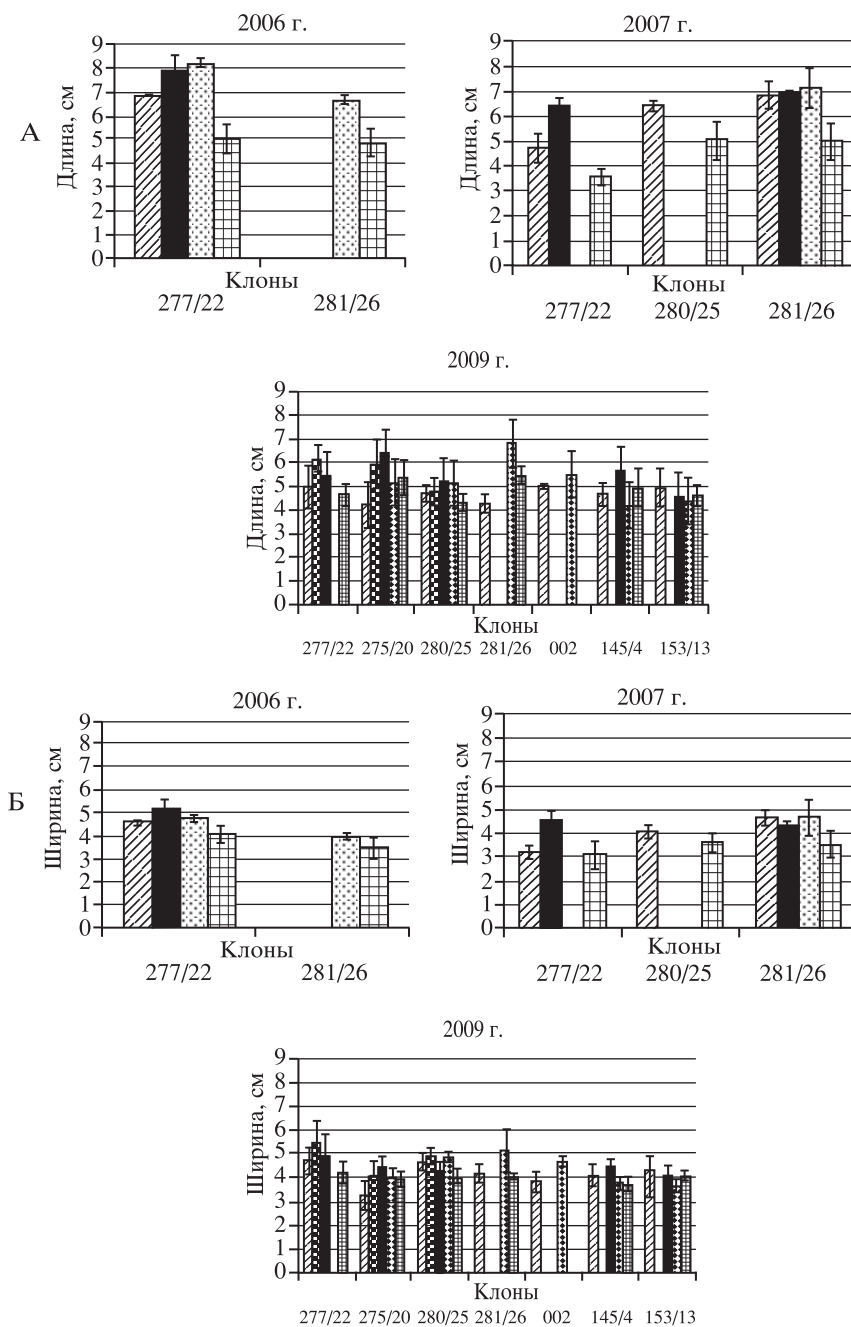 2006 г.
9
8
7
6
5
4
3
2
1
0
Длина, см
А
Клоны
277/22 281/26
2007 г.
9
8
7
6
5
4
3
2
1
0
Длина, см
Клоны
277/22 280/25 281/26
2009 г.
9
8
7
6
5
4
3
2
1
0
Длина, см
Клоны
277/22 275/20 280/25 281/26 002 145/4 153/13
2006 г.
9
8
7
6
5
4
3
2
1
0
Ширина, см
Б
Клоны
277/22 281/26
2007 г.
9
8
7
6
5
4
3
2
1
0
Ширина, см
Клоны
277/22 280/25 281/26
2009 г.
9
8
7
6
5
4
3
2
1
0
Ширина, см
Клоны
277/22 275/20 280/25 281/26 002 145/4 153/13